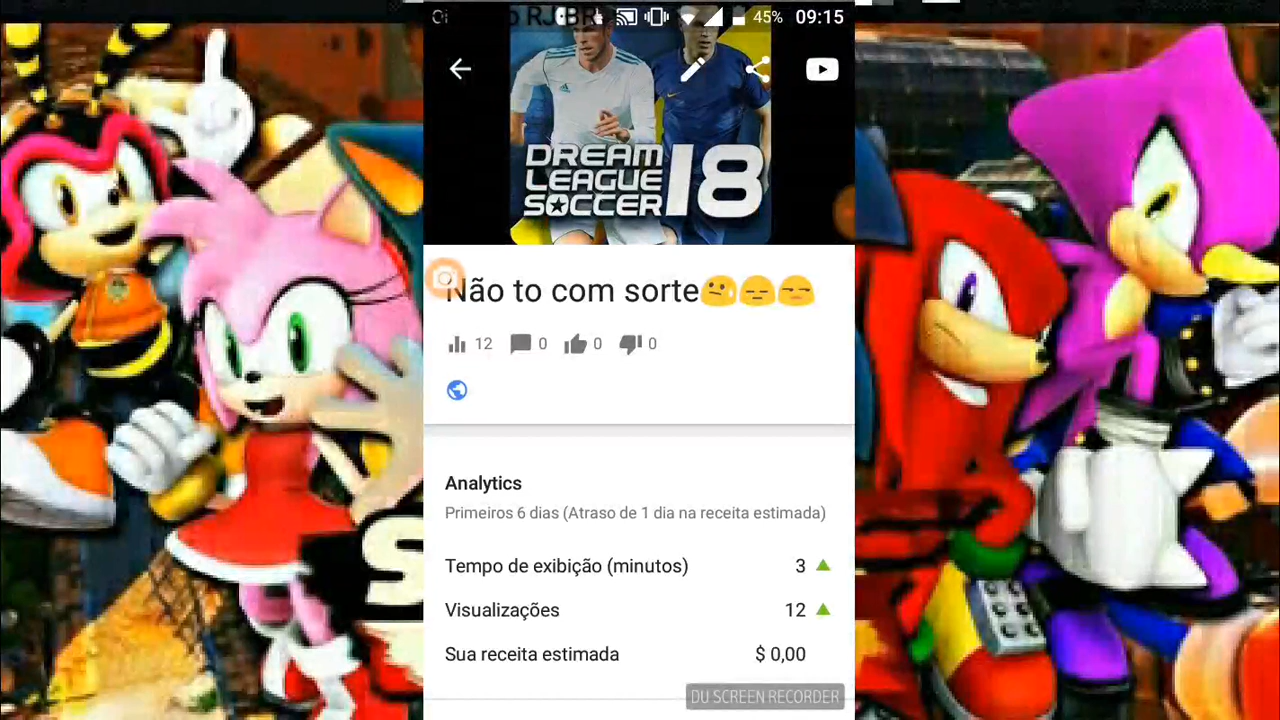 45% 09:15
DREAM
LEAGUE
SOCCER 18
Não to com sorte
12 0 0 0
Analytics
Primeiros 6 dias (Atraso de 1 dia na receita estimada)
Tempo de exibição (minutos) 3
Visualizações 12
Sua receita estimada $ 0,00
DU SCREEN RECORDER